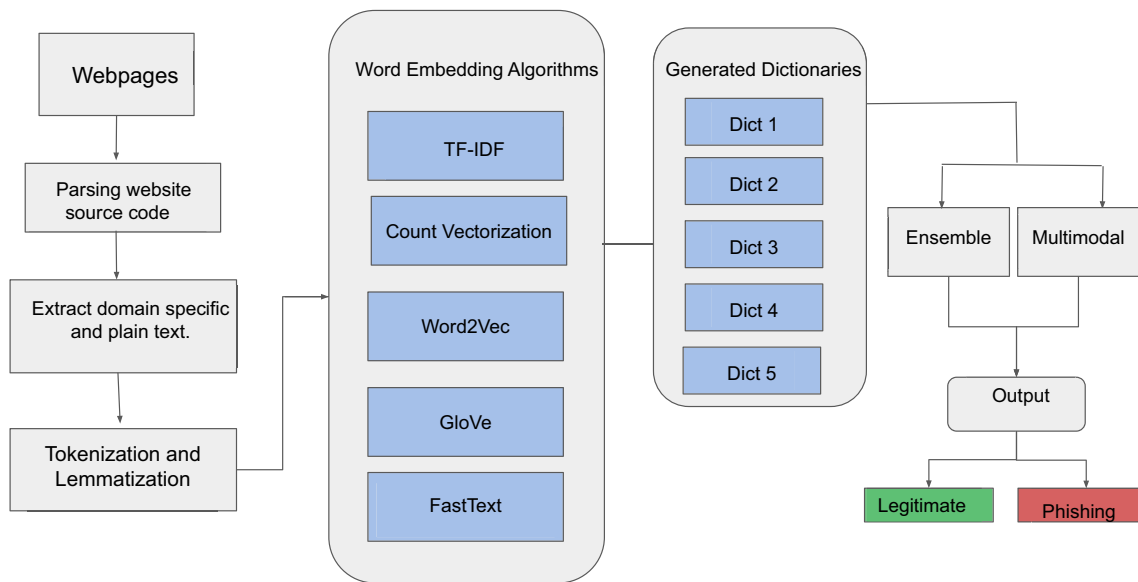 Webpages
Parsing website
source code
Extract domain specific
and plain text.
Tokenization and
Lemmatization
Word Embedding Algorithms
TF-IDF
Count Vectorization
Word2Vec
GloVe
FastText
Generated Dictionaries
Dict 1
Dict 2
Dict 3
Dict 4
Dict 5
Ensemble
Multimodal
Output
Legitimate
Phishing